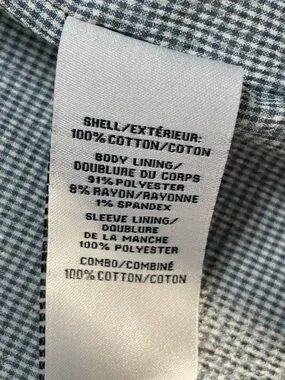 SHELL/EXTÉRIEUR:
100% COTTON/COTON
BODY LINING/
DOUBLURE DU CORPS
91% POLYESTER
8% RAYON/RAYONNE
1% SPANDEX
SLEEVE LINING/
DOUBLURE
DE LA MANCHE
100% POLYESTER
COMBO/COMBINÉ
100% COTTON/COTON